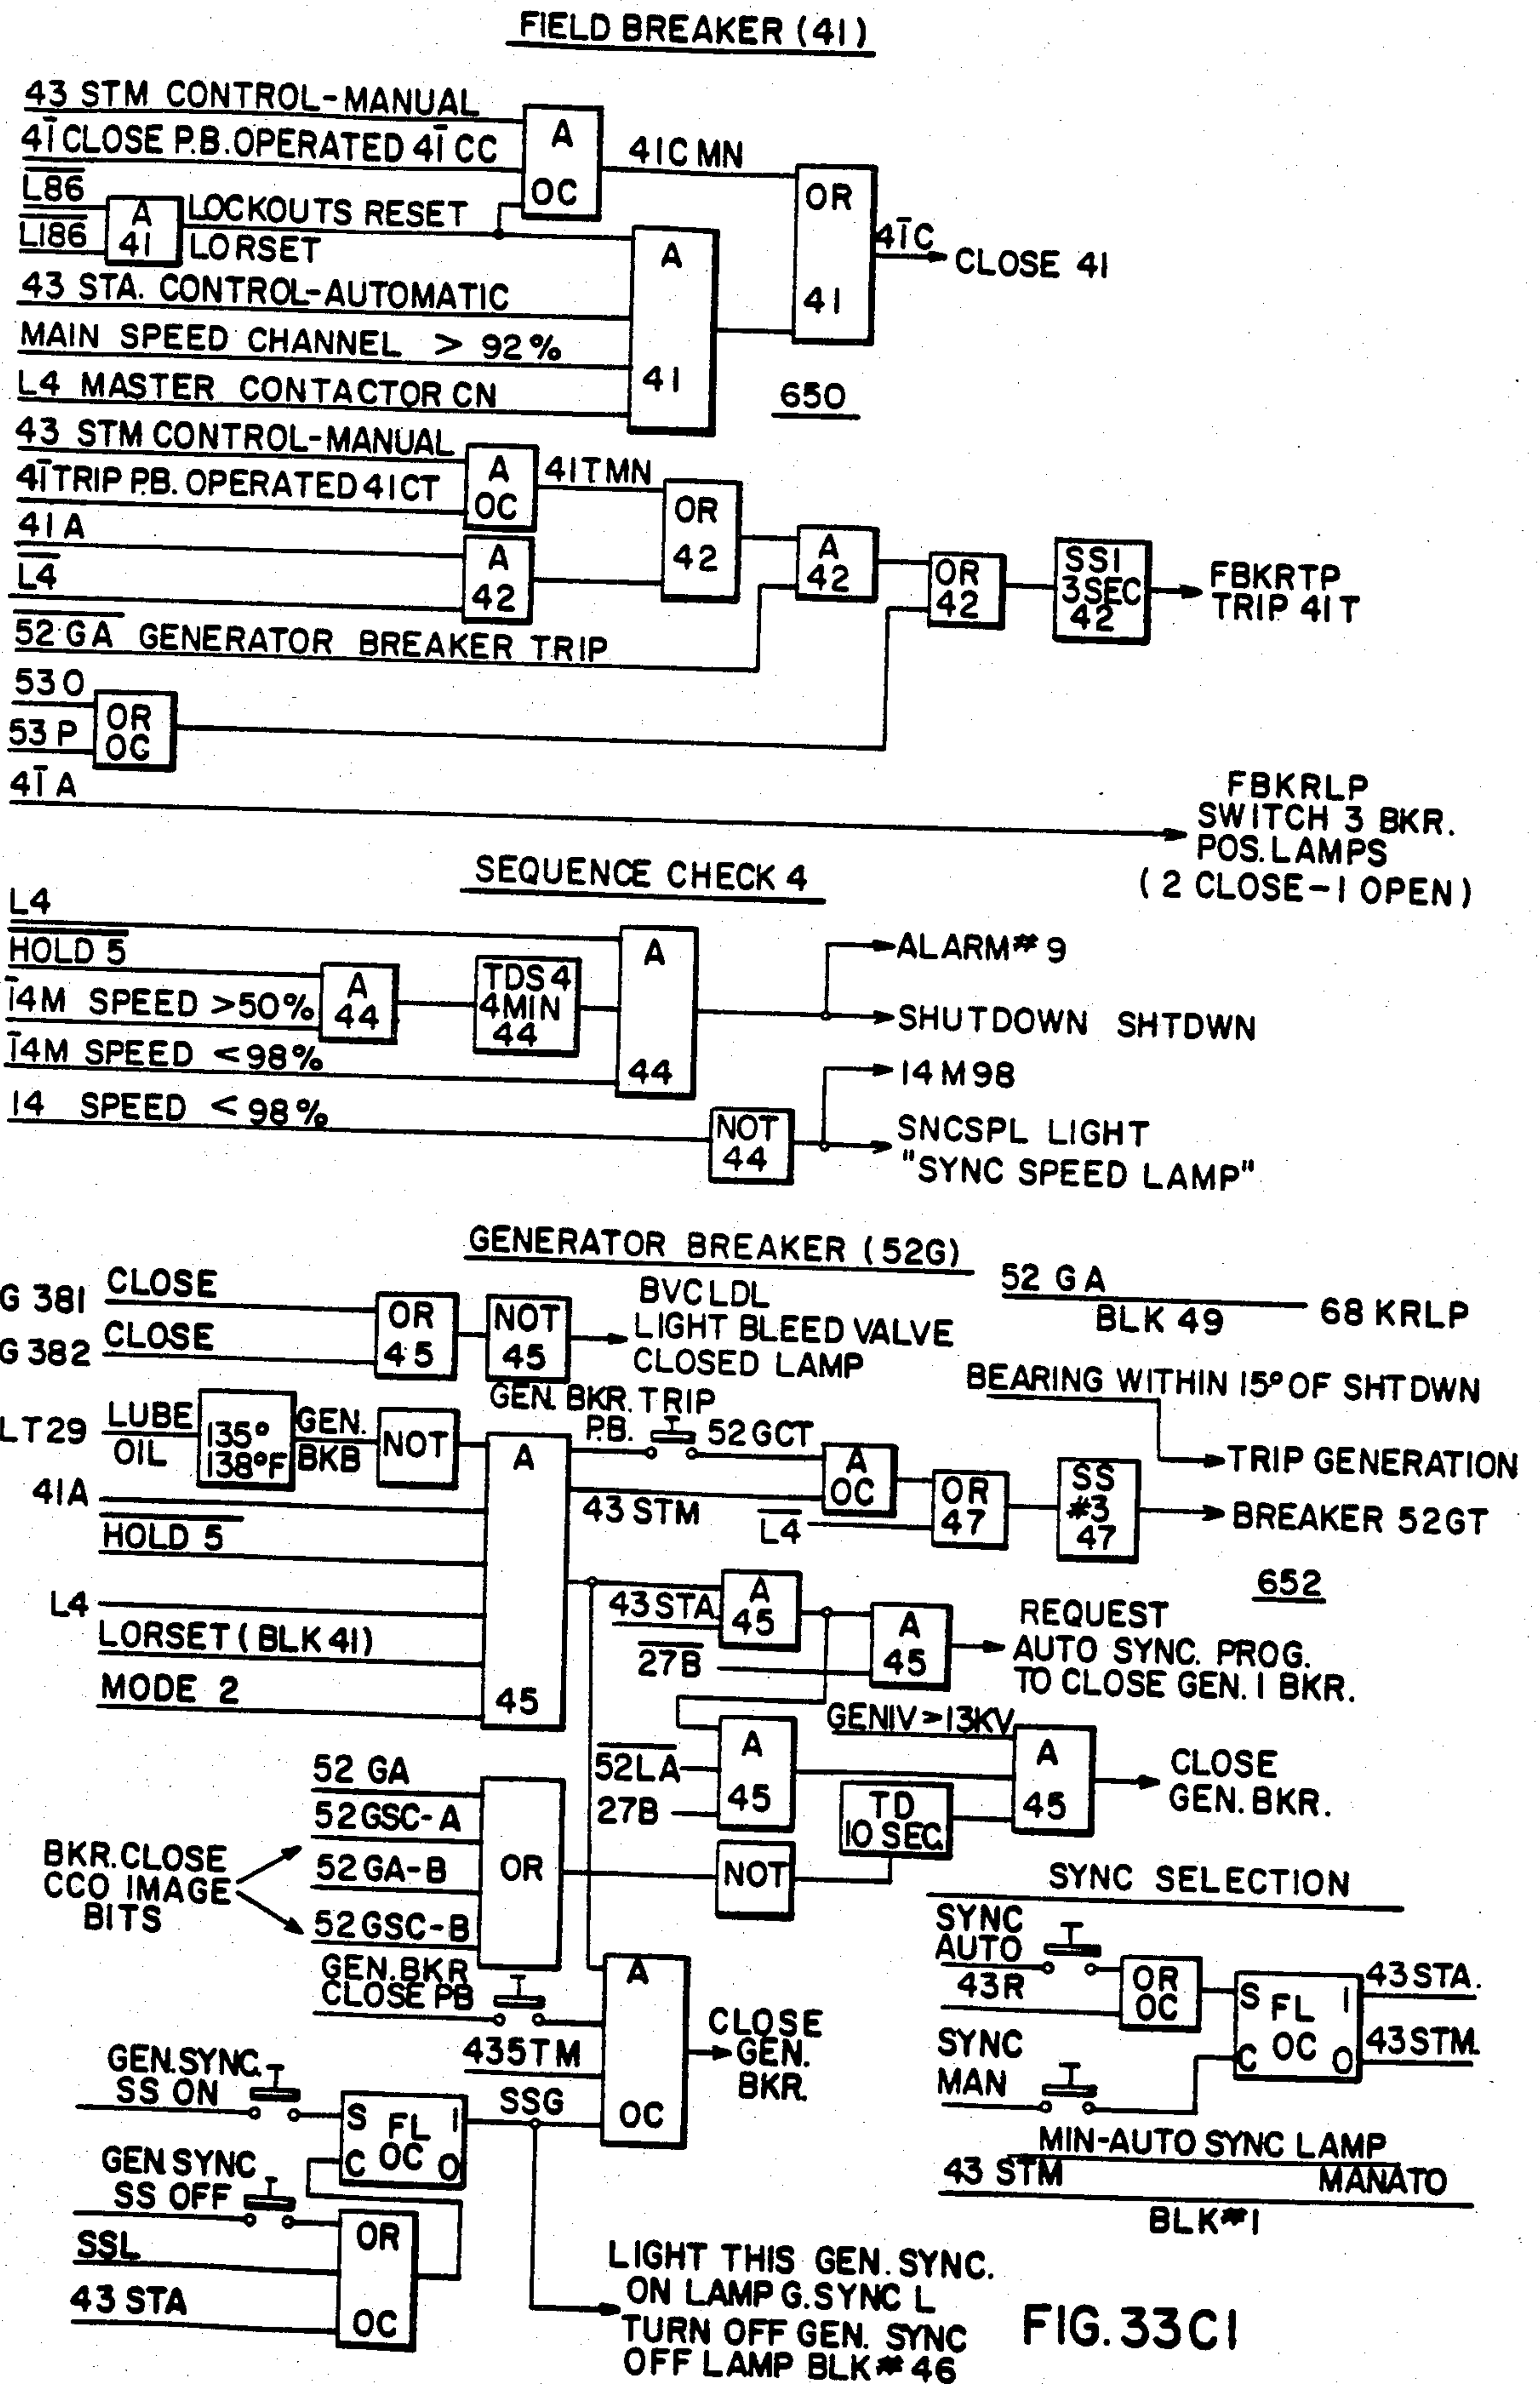 FIELD BREAKER (41)
43 STM CONTROL-MANUAL
41 CLOSE P.B. OPERATED 41 CC
L86
L186
A
41
LOCKOUTS RESET
LORSET
A
OC
41C MN
43 STA. CONTROL-AUTOMATIC
MAIN SPEED CHANNEL > 92%
L4 MASTER CONTACTOR CN
A
41
OR
41
41C
CLOSE 41
650
43 STM CONTROL-MANUAL
41 TRIP P.B. OPERATED 41CT
A
OC
41TMN
41A
L4
A
42
OR
42
52 GA GENERATOR BREAKER TRIP
A
42
OR
42
SS1
3SEC
42
FBKRTP
TRIP 41T
53 O
53 P
OR
OC
41 A
FBKRLP
SWITCH 3 BKR.
POS. LAMPS
(2 CLOSE-1 OPEN)
SEQUENCE CHECK 4
L4
HOLD 5
14M SPEED >50%
A
44
TDS 4
4MIN
44
14M SPEED <98%
A
44
ALARM# 9
SHUTDOWN SHTDWN
14 SPEED <98%
NOT
44
14 M98
SNCSPL LIGHT
"SYNC SPEED LAMP"
GENERATOR BREAKER (52G)
G 381 CLOSE
G 382 CLOSE
OR
45
NOT
45
BVCLDL
LIGHT BLEED VALVE
CLOSED LAMP
52 GA
BLK 49
68 KRLP
BEARING WITHIN 15° OF SHTDWN
LT29 LUBE
OIL
135°
138°F
GEN.
BKB
NOT
GEN. BKR. TRIP
P.B.
52GCT
41A
HOLD 5
L4
LORSET (BLK 41)
MODE 2
A
45
43 STM
A
OC
L4
OR
47
SS
#3
47
TRIP GENERATION
BREAKER 52GT
652
43STA
A
45
27B
A
45
REQUEST
AUTO SYNC. PROG.
TO CLOSE GEN. 1 BKR.
52LA
27B
A
45
GEN1V>13KV
TD
10 SEC.
A
45
CLOSE
GEN. BKR.
BKR. CLOSE
CCO IMAGE
BITS
52 GA
52GSC-A
52 GA-B
52GSC-B
OR
NOT
GEN. BKR
CLOSE PB
435TM
A
OC
CLOSE
GEN.
BKR.
SYNC SELECTION
SYNC
AUTO
43R
OR
OC
SYNC
MAN
S FL 1
C OC 0
43STA.
43STM.
MIN-AUTO SYNC LAMP
43 STM
MANATO
BLK#1
GEN. SYNC.
SS ON
S FL 1
C OC 0
SSG
GEN. SYNC
SS OFF
SSL
43 STA
OR
OC
LIGHT THIS GEN. SYNC.
ON LAMP G. SYNC L
TURN OFF GEN. SYNC
OFF LAMP BLK# 46
FIG. 33C1